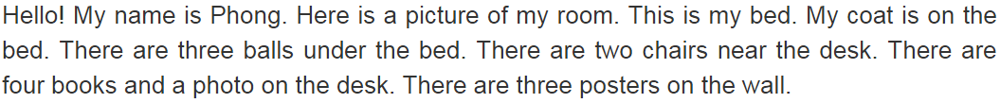 Hello! My name is Phong. Here is a picture of my room. This is my bed. My coat is on the
bed. There are three balls under the bed. There are two chairs near the desk. There are
four books and a photo on the desk. There are three posters on the wall.